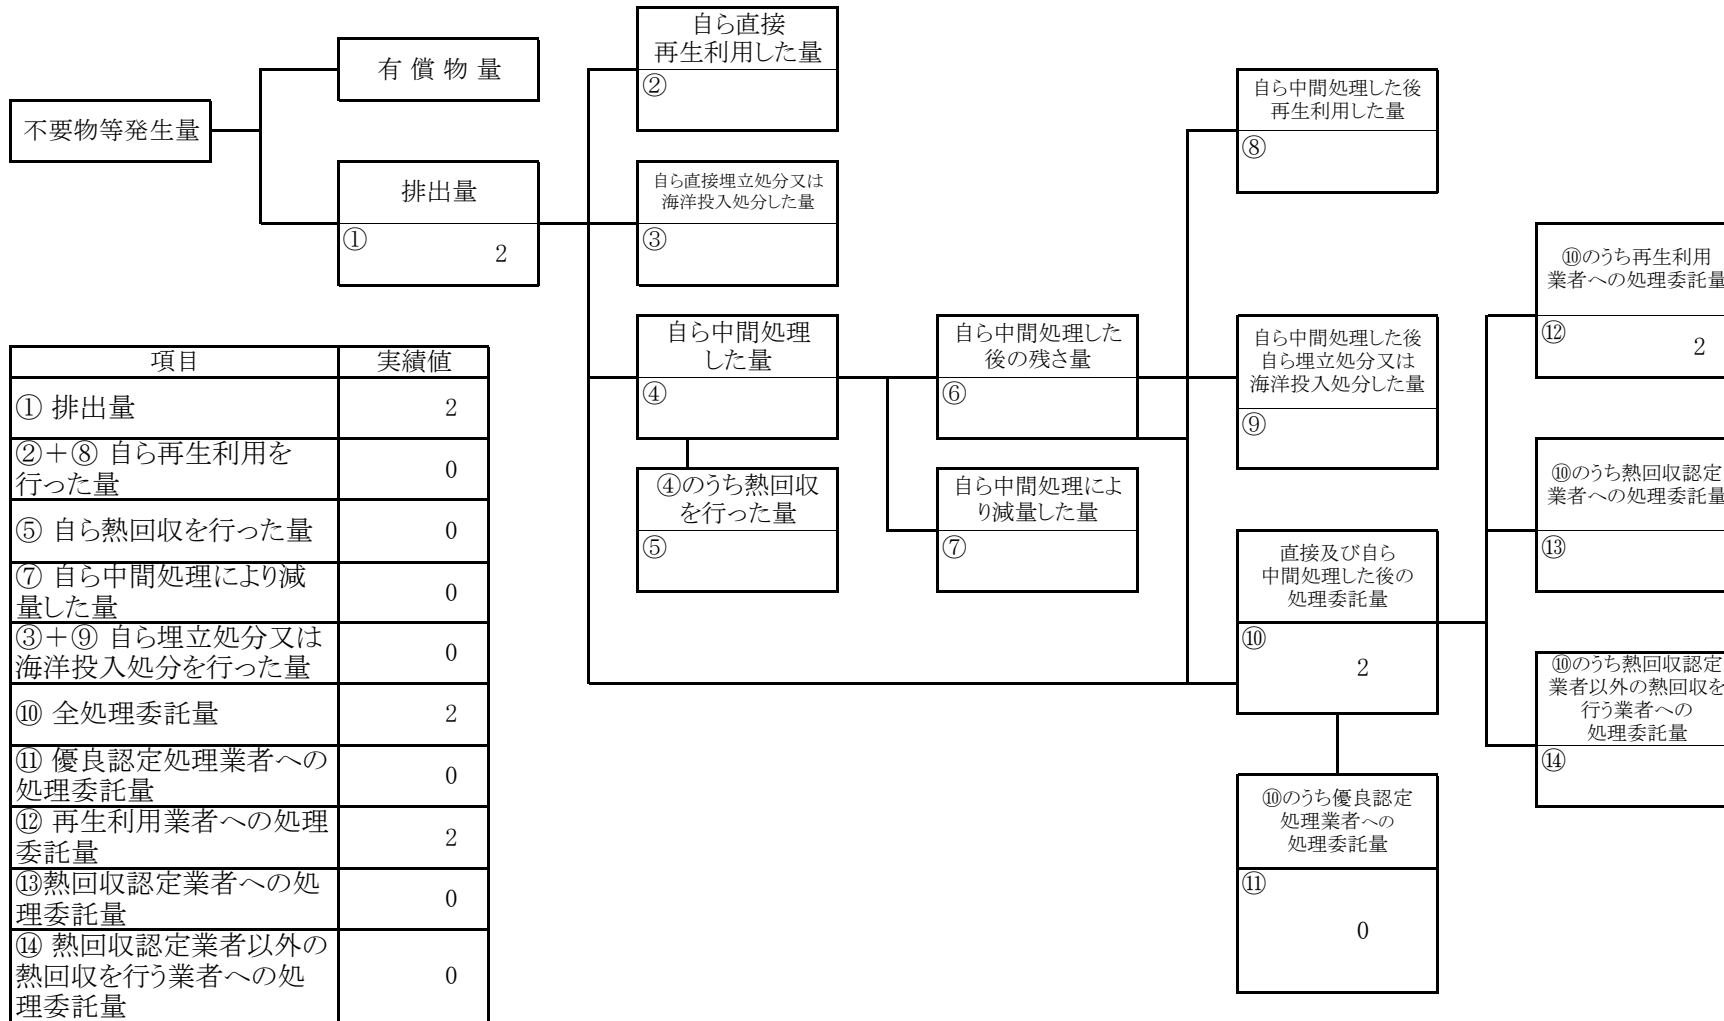 自ら直接
再生利用した量
②
有 償 物 量
不要物等発生量
排出量
①
2
自ら直接埋立処分又は
海洋投入処分した量
③
自ら中間処理した後
再生利用した量
⑧
⑩のうち再生利用
業者への処理委託量
⑫
2
自ら中間処理
した量
④
自ら中間処理した
後の残さ量
⑥
自ら中間処理した後
自ら埋立処分又は
海洋投入処分した量
⑨
④のうち熱回収
を行った量
⑤
自ら中間処理によ
り減量した量
⑦
⑩のうち熱回収認定
業者への処理委託量
⑬
直接及び自ら
中間処理した後の
処理委託量
⑩
2
⑩のうち熱回収認定
業者以外の熱回収を
行う業者への
処理委託量
⑭
⑩のうち優良認定
処理業者への
処理委託量
⑪
0
項目 実績値
① 排出量 2
②＋⑧ 自ら再生利用を
行った量 0
⑤ 自ら熱回収を行った量 0
⑦ 自ら中間処理により減
量した量 0
③＋⑨ 自ら埋立処分又は
海洋投入処分を行った量 0
⑩ 全処理委託量 2
⑪ 優良認定処理業者への
処理委託量 0
⑫ 再生利用業者への処理
委託量 2
⑬熱回収認定業者への処
理委託量 0
⑭ 熱回収認定業者以外の
熱回収を行う業者への処
理委託量 0